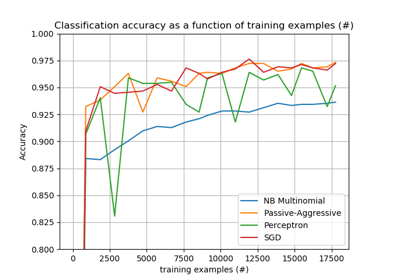 Classification accuracy as a function of training examples (#)
1.000
0.975
0.950
0.925
0.900
0.875
0.850
0.825
0.800
Accuracy
NB Multinomial
Passive-Aggressive
Perceptron
SGD
0 2500 5000 7500 10000 12500 15000 17500
training examples (#)